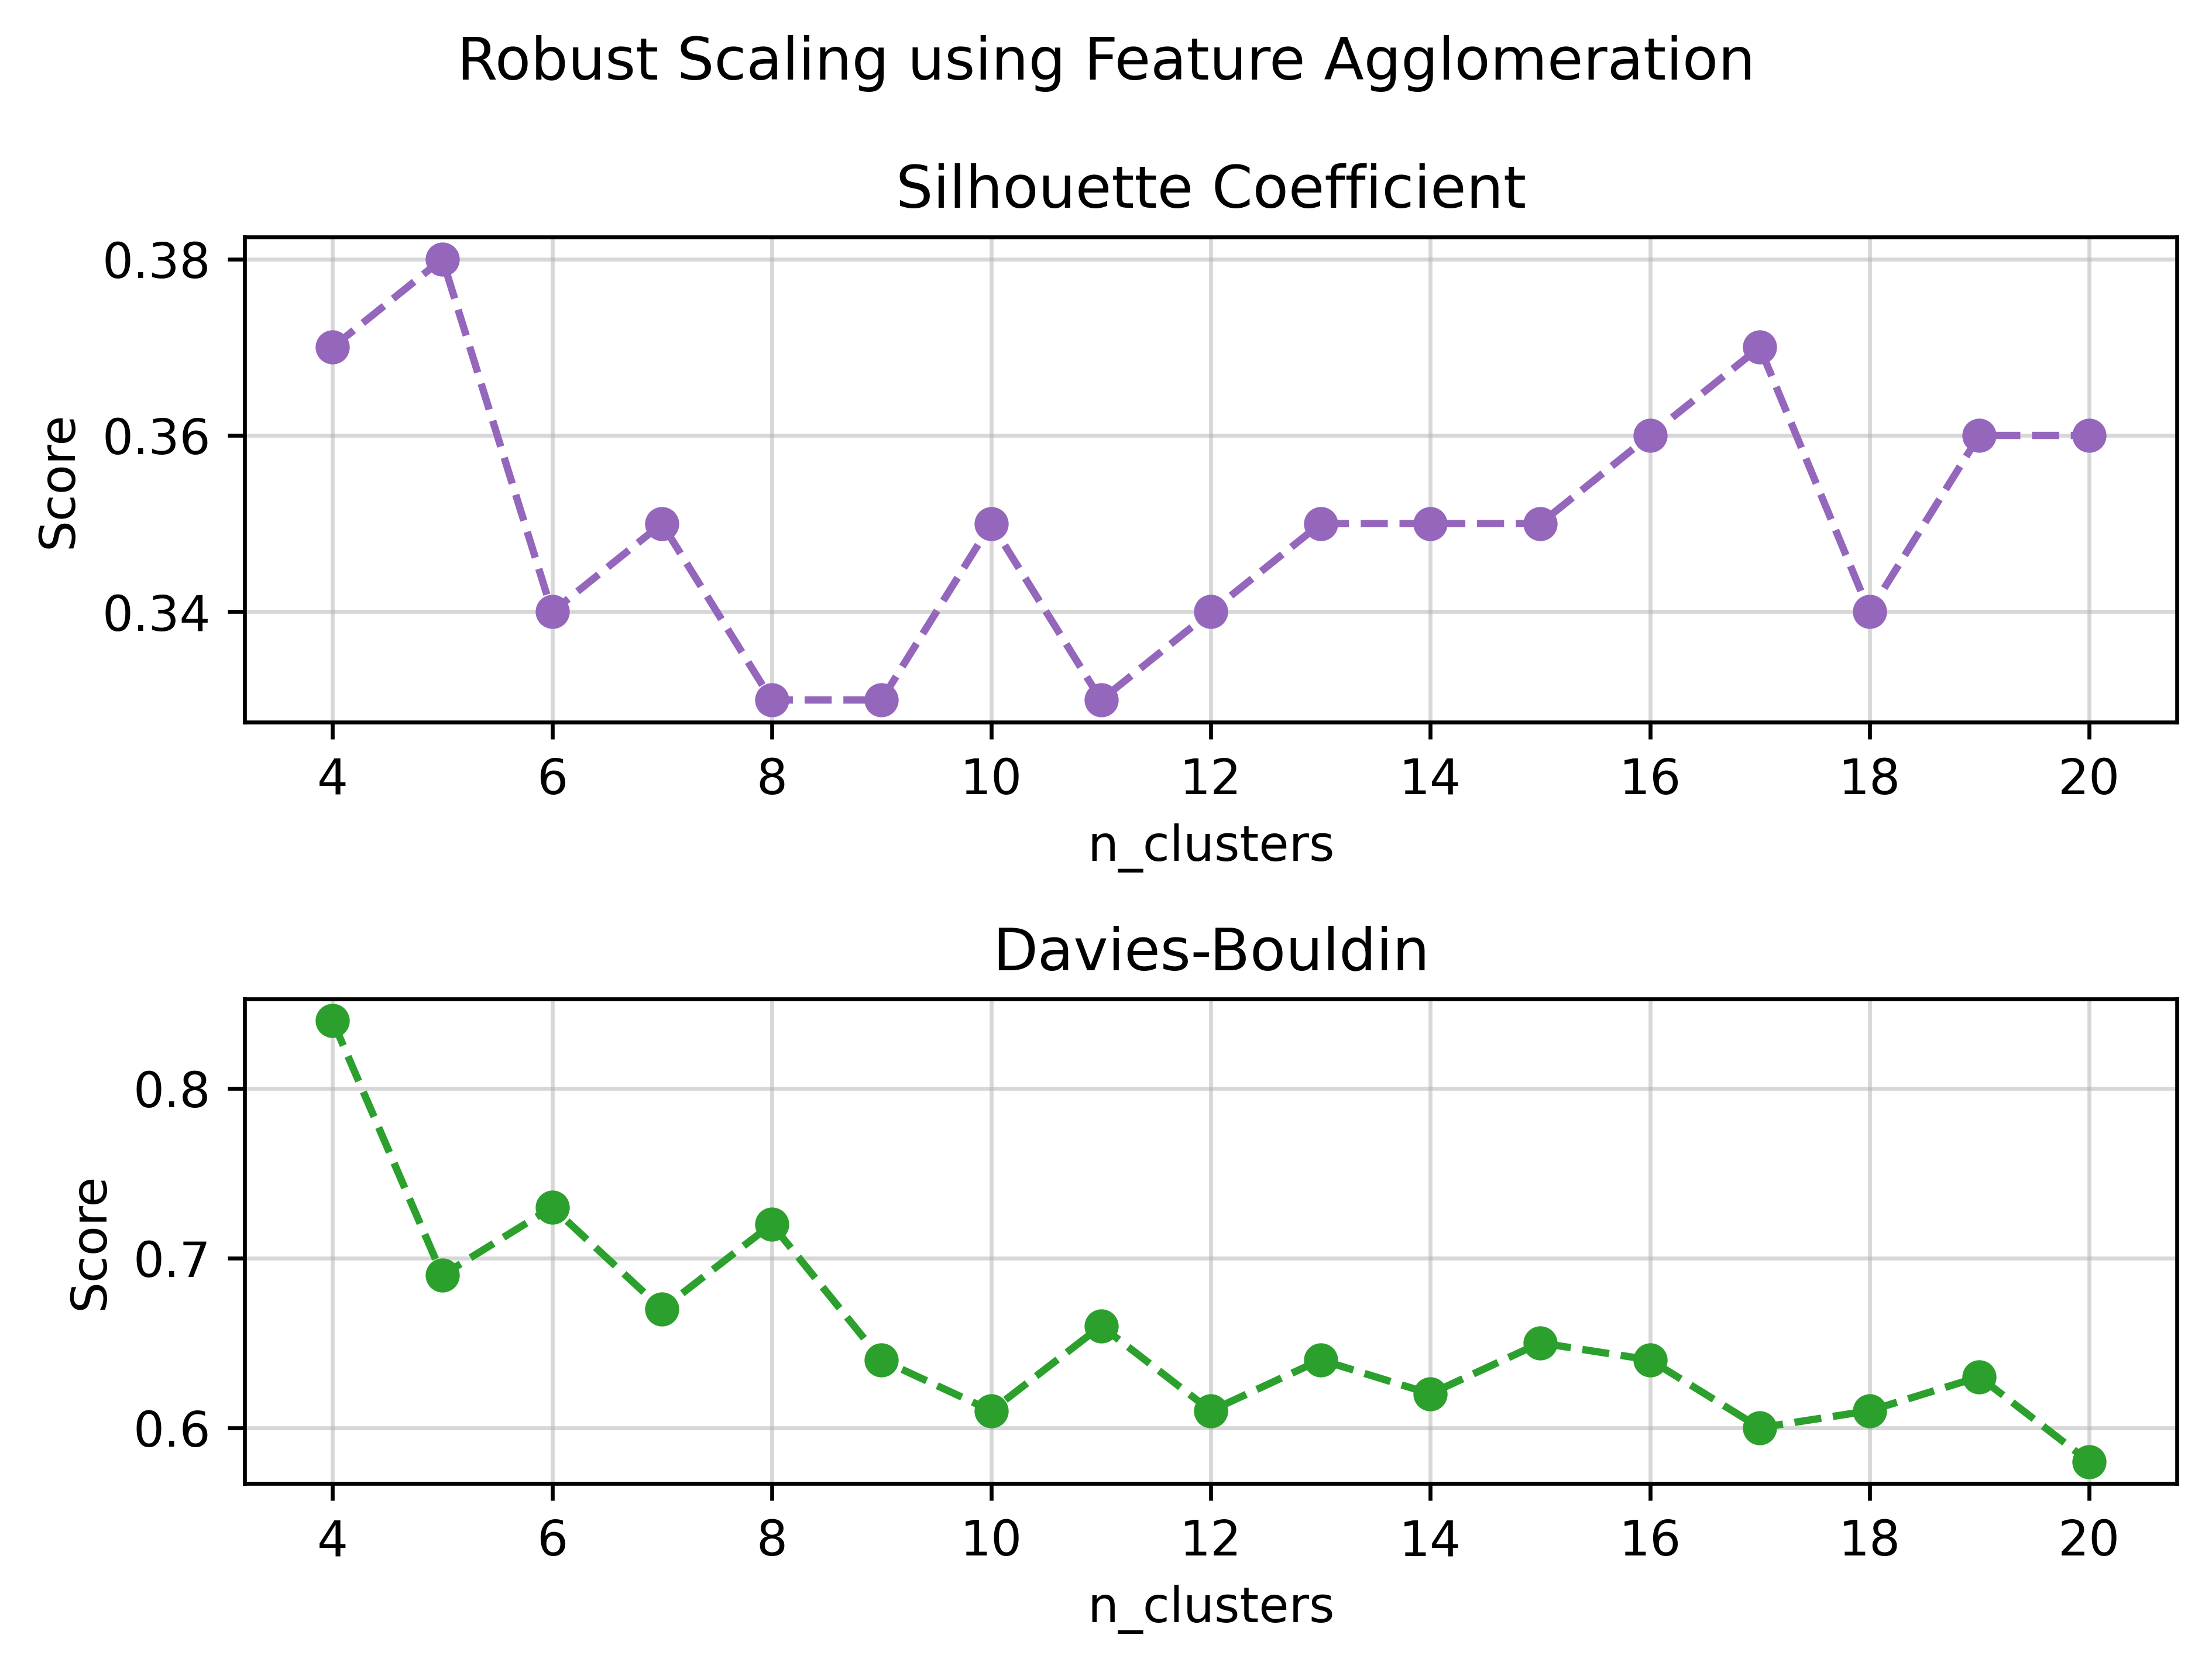 Robust Scaling using Feature Agglomeration
Silhouette Coefficient
Score
0.38
0.36
0.34
4 6 8 10 12 14 16 18 20
n_clusters
Davies-Bouldin
Score
0.8
0.7
0.6
4 6 8 10 12 14 16 18 20
n_clusters